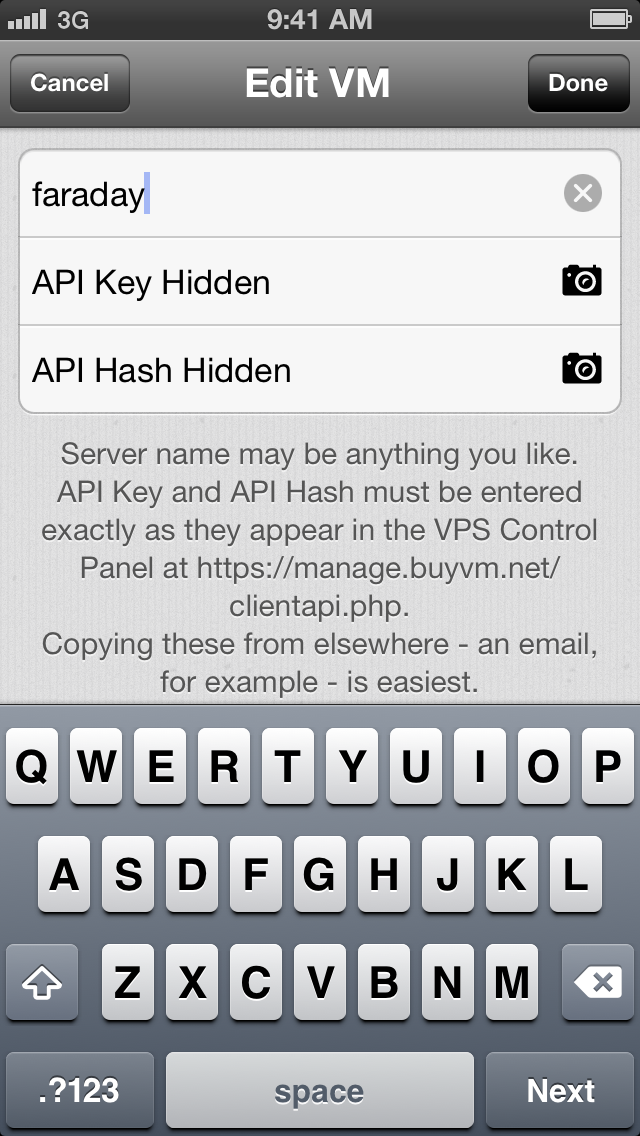 3G 9:41 AM
Cancel Edit VM Done
faraday
API Key Hidden
API Hash Hidden
Server name may be anything you like.
API Key and API Hash must be entered
exactly as they appear in the VPS Control
Panel at https://manage.buyvm.net/
clientapi.php.
Copying these from elsewhere - an email,
for example - is easiest.
Q W E R T Y U I O P
A S D F G H J K L
Z X C V B N M
.?123 space Next